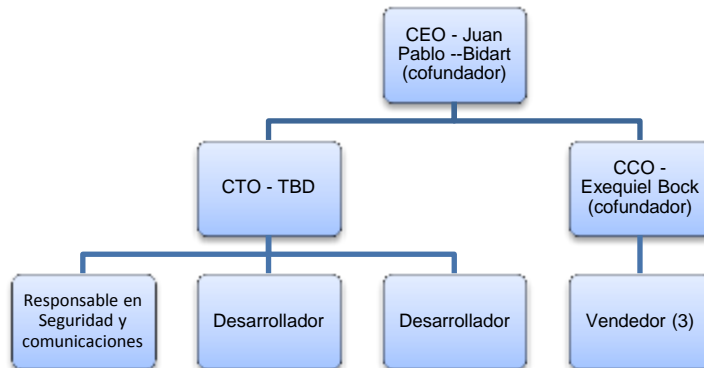 CEO - Juan
Pablo --Bidart
(cofundador)
CTO - TBD
CCO -
Exequiel Bock
(cofundador)
Responsable en
Seguridad y
comunicaciones
Desarrollador
Desarrollador
Vendedor (3)